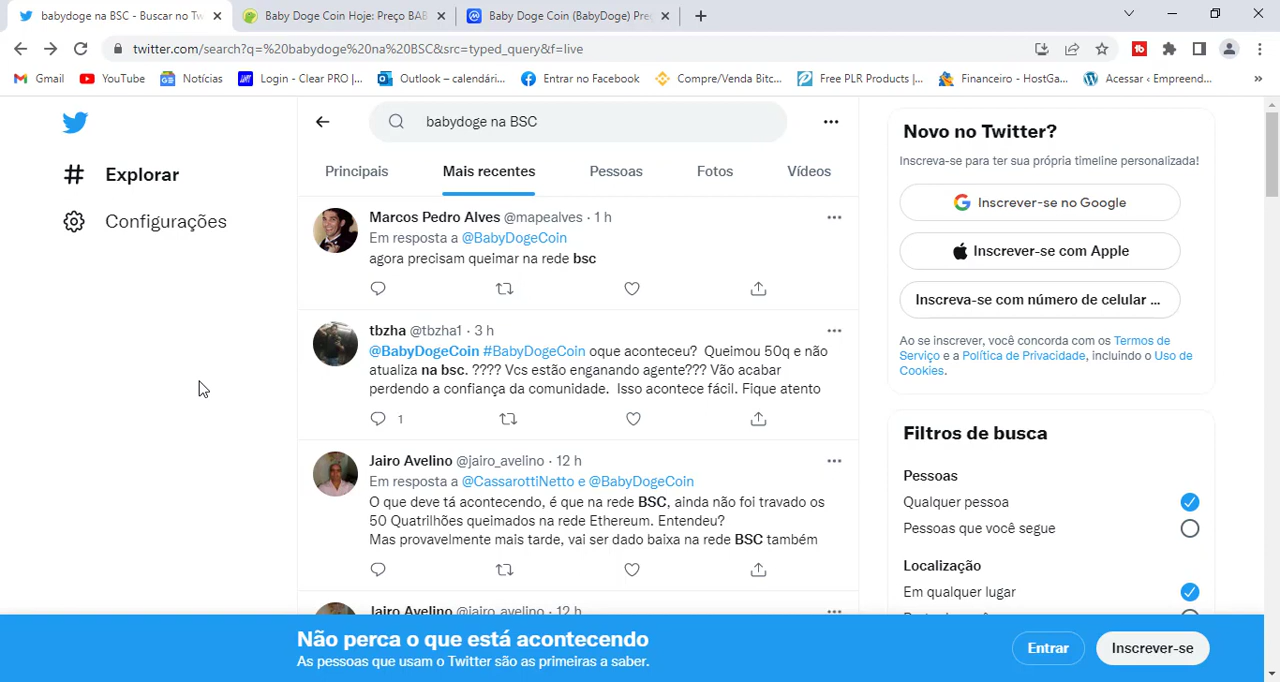 babydoge na BSC - Buscar no Tw
Baby Doge Coin Hoje: Preço BAB
Baby Doge Coin (BabyDoge) Pre
twitter.com/search?q=%20babydoge%20na%20BSC&src=typed_query&f=live
Gmail
YouTube
Notícias
Login - Clear PRO |...
Outlook – calendári...
Entrar no Facebook
Compre/Venda Bitc...
Free PLR Products |...
Financeiro - HostGa...
Acessar ‹ Empreend...
»
Explorar
Configurações
babydoge na BSC
Principais
Mais recentes
Pessoas
Fotos
Vídeos
Marcos Pedro Alves @mapealves · 1 h
Em resposta a @BabyDogeCoin
agora precisam queimar na rede bsc
tbzha @tbzha1 · 3 h
@BabyDogeCoin #BabyDogeCoin oque aconteceu? Queimou 50q e não
atualiza na bsc. ???? Vcs estão enganando agente??? Vão acabar
perdendo a confiança da comunidade. Isso acontece fácil. Fique atento
1
Jairo Avelino @jairo_avelino · 12 h
Em resposta a @CassarottiNetto e @BabyDogeCoin
O que deve tá acontecendo, é que na rede BSC, ainda não foi travado os
50 Quatrilhões queimados na rede Ethereum. Entendeu?
Mas provavelmente mais tarde, vai ser dado baixa na rede BSC também
Jairo Avelino @jairo_avelino · 12 h
Novo no Twitter?
Inscreva-se para ter sua própria timeline personalizada!
Inscrever-se no Google
Inscrever-se com Apple
Inscreva-se com número de celular ...
Ao se inscrever, você concorda com os Termos de
Serviço e a Política de Privacidade, incluindo o Uso de
Cookies.
Filtros de busca
Pessoas
Qualquer pessoa
Pessoas que você segue
Localização
Em qualquer lugar
Não perca o que está acontecendo
As pessoas que usam o Twitter são as primeiras a saber.
Entrar
Inscrever-se